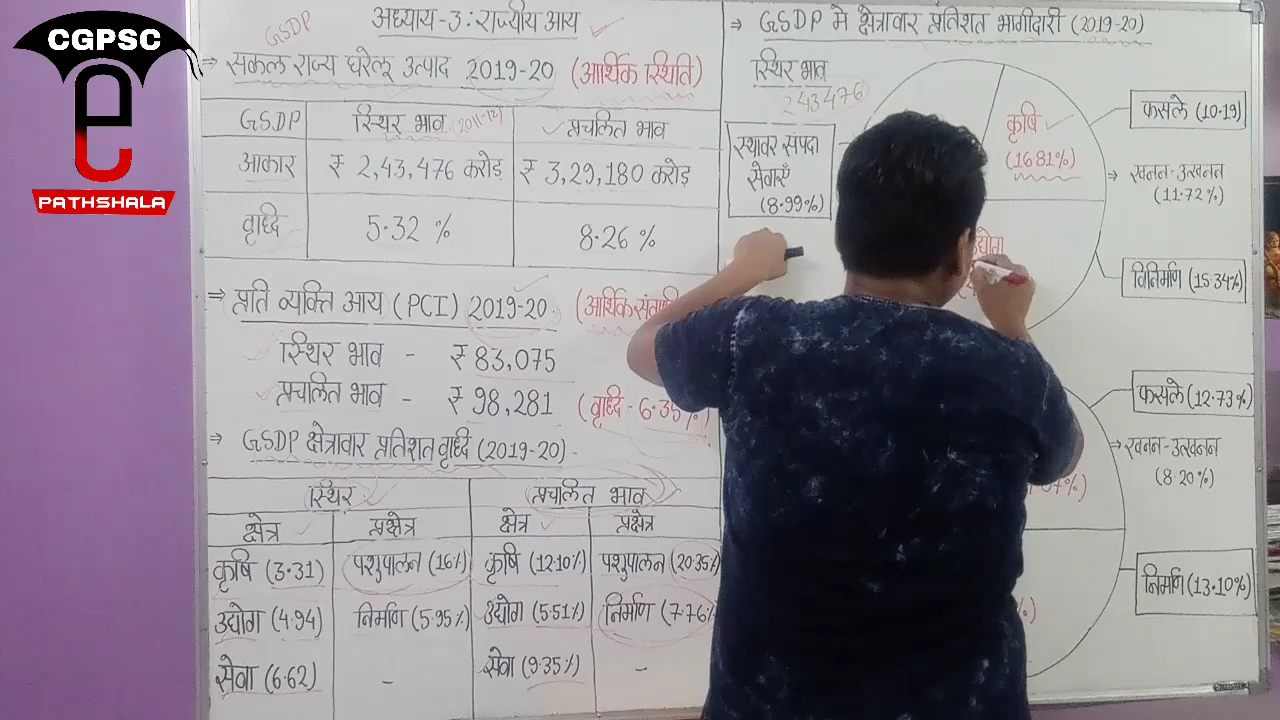 CGPSC
e
PATHSHALA
अध्याय-3: राज्यीय आय
GSDP
⇒ सकल राज्य घरेलू उत्पाद 2019-20 (आर्थिक स्थिति)
GSDP स्थिर भाव (2011-12) प्रचलित भाव
आकार ₹ 2,43,476 करोड़ ₹ 3,29,180 करोड़
वृध्दि 5.32 % 8.26 %
⇒ प्रति व्यक्ति आय (PCI) 2019-20 (आर्थिक
स्थिर भाव - ₹ 83,075
प्रचलित भाव - ₹ 98,281 (वृध्दि - 6.35%)
⇒ GSDP क्षेत्रावार प्रतिशत वृध्दि (2019-20) -
स्थिर प्रचलित भाव
क्षेत्र प्रक्षेत्र क्षेत्र प्रक्षेत्र
कृषि (3.31) पशुपालन (16%) कृषि (12.10%) पशुपालन (20.35%)
उद्योग (4.94) निर्माण (5.95%) उद्योग (5.51%) निर्माण (7.76%)
सेवा (6.62) - सेवा (9.35%) -
⇒ GSDP मे क्षेत्रावार प्रतिशत भागीदारी (2019-20)
स्थिर भाव
243476
स्थावर संपदा
सेवाएँ
(8.99%)
कृषि
(16.81%)
फसले (10.19)
⇒ खनन-उत्खनन
(11.72%)
विनिर्माण (15.34%)
फसले (12.73%)
⇒ खनन-उत्खनन
(8.20%)
निर्माण (13.10%)